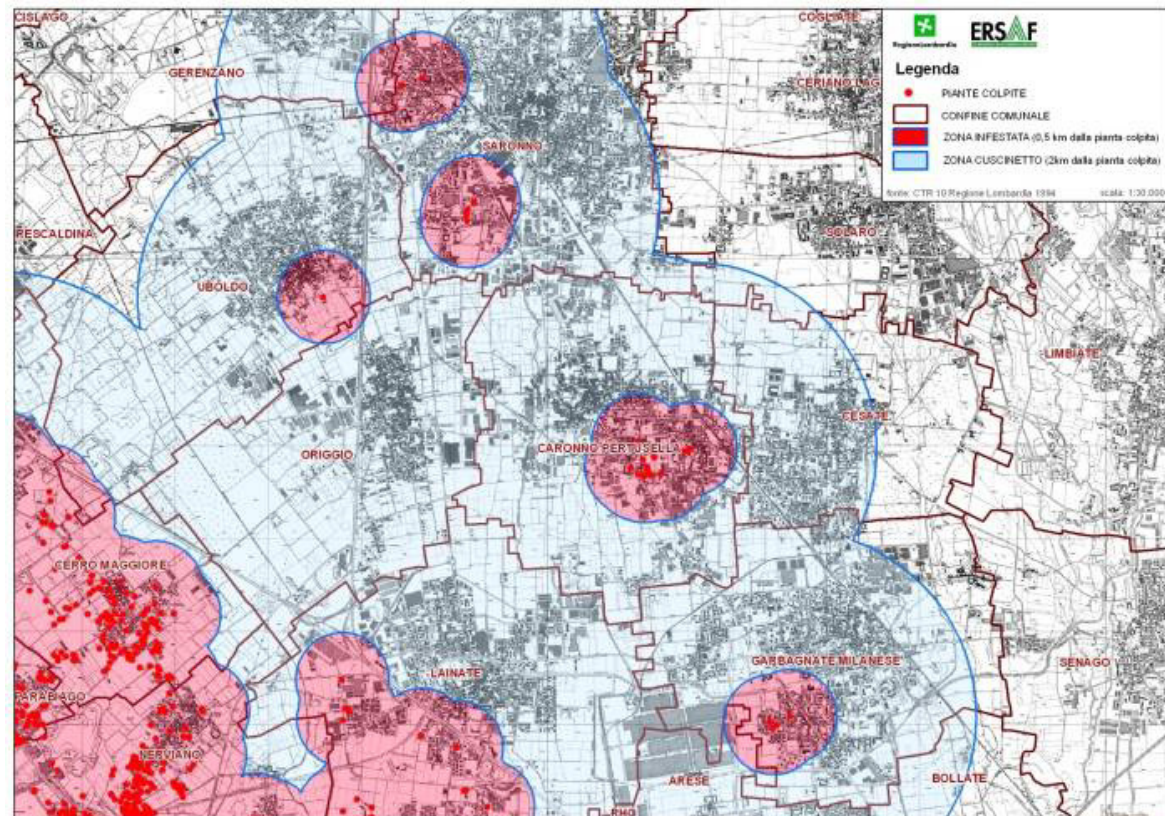 CISLAGO
COGLIATE
RegioneLombardia
ERSAF
GERENZANO
Legenda
CERIANO LAG
PIANTE COLPITE
CONFINE COMUNALE
ZONA INFESTATA (0,5 km dalla pianta colpita)
SARONNO
ZONA CUSCINETTO (2km dalla pianta colpita)
fonte: CTR 10 Regione Lombardia 1994
scala: 1:30.000
RESCALDINA
SOLARO
UBOLDO
LIMBIATE
CESATE
CARONNO PERTUSELLA
ORIGGIO
CERRO MAGGIORE
GARBAGNATE MILANESE
SENAGO
LAINATE
PARABIAGO
NERVIANO
ARESE
BOLLATE
RHO